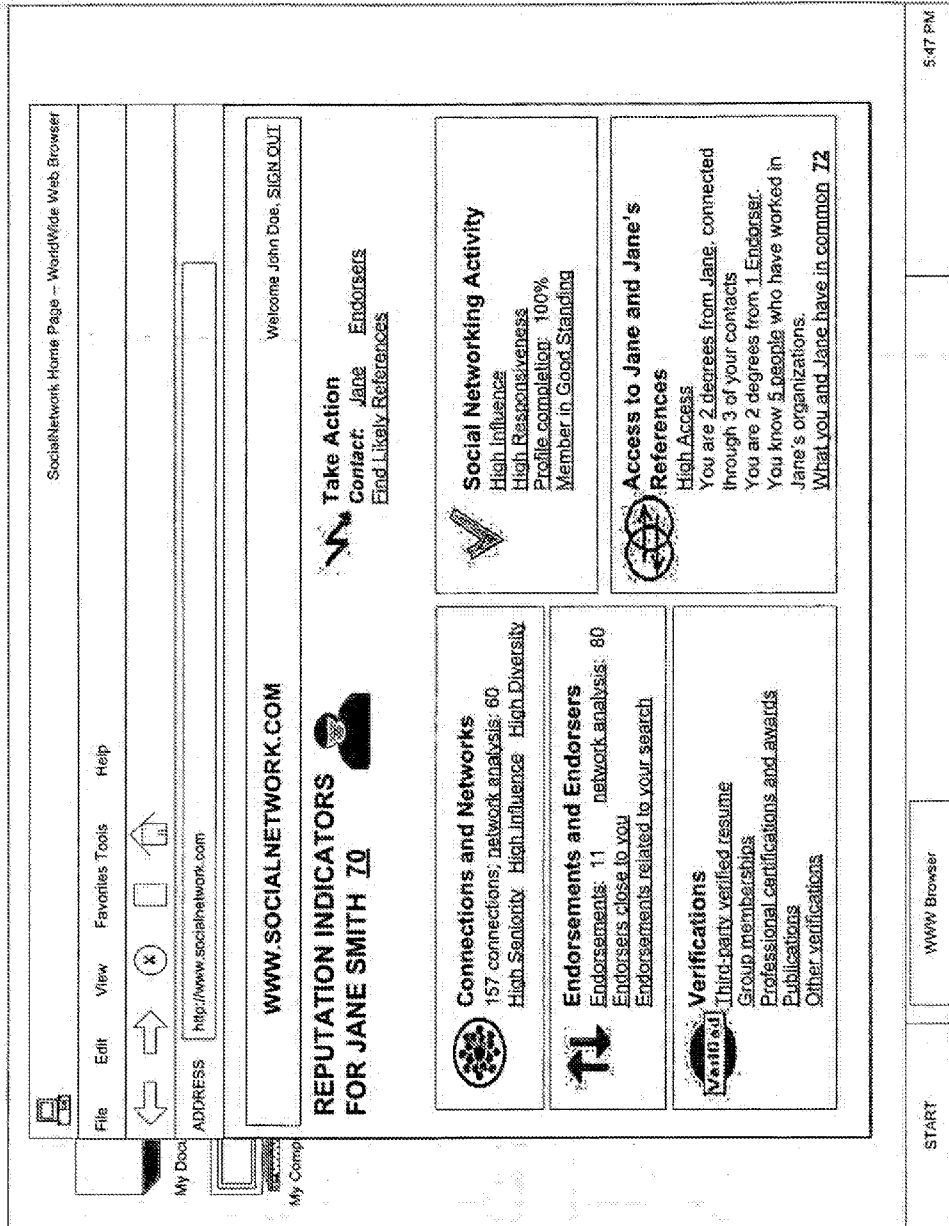 SocialNetwork Home Page – WorldWide Web Browser
File Edit View Favorites Tools Help
ADDRESS http://www.socialnetwork.com
My Docu
My Comp
WWW.SOCIALNETWORK.COM
Welcome John Doe, SIGN OUT
REPUTATION INDICATORS
FOR JANE SMITH 70
Take Action
Contact: Jane Endorsers
Find Likely References
Connections and Networks
157 connections; network analysis: 60
High Seniority High Influence High Diversity
Endorsements and Endorsers
Endorsements: 11 network analysis: 80
Endorsers close to you
Endorsements related to your search
Verified
Verifications
Third-party verified resume
Group memberships
Professional certifications and awards
Publications
Other verifications
Social Networking Activity
High Influence
High Responsiveness
Profile completion: 100%
Member in Good Standing
Access to Jane and Jane's
References
High Access
You are 2 degrees from Jane, connected
through 3 of your contacts
You are 2 degrees from 1 Endorser.
You know 5 people who have worked in
Jane's organizations.
What you and Jane have in common 72
START
WWW Browser
5:47 PM